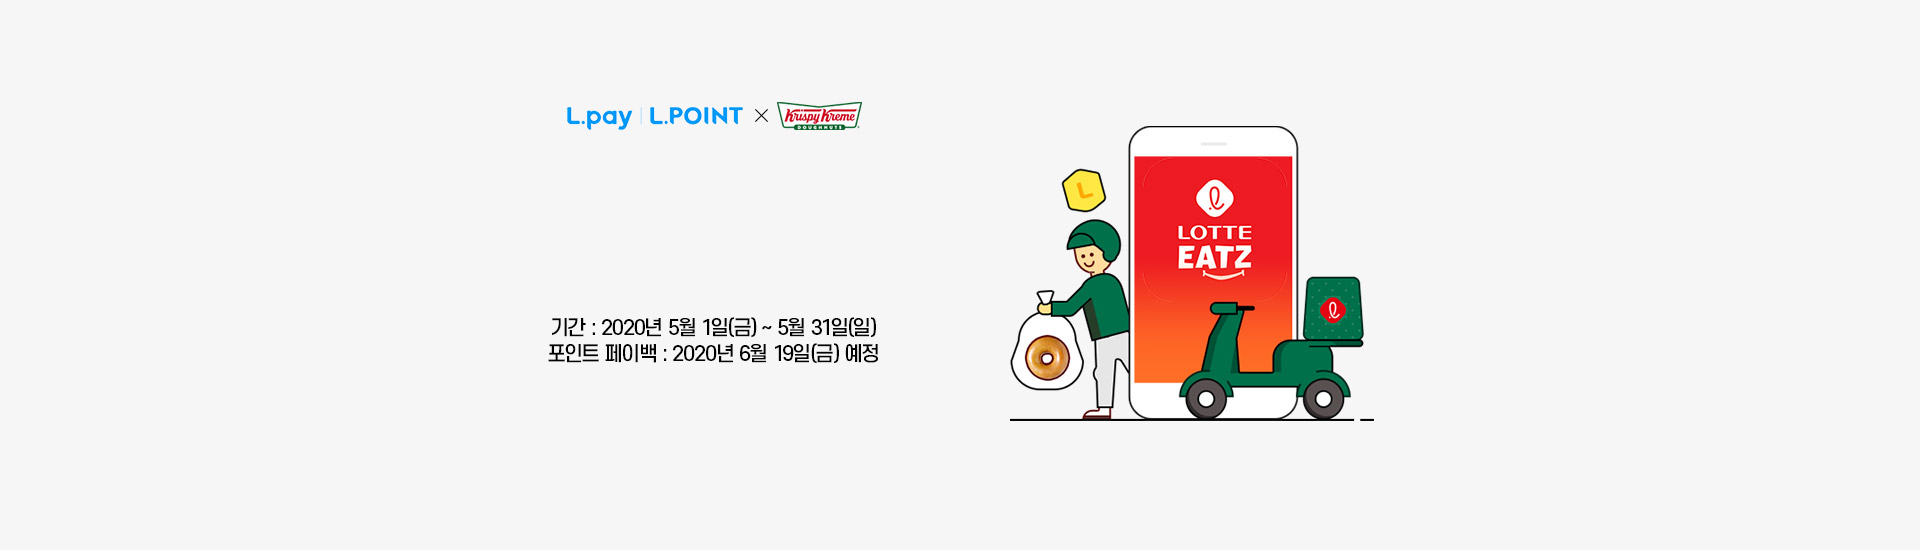 L.pay | L.POINT × Krispy Kreme DOUGHNUTS
기간 : 2020년 5월 1일(금) ~ 5월 31일(일)
포인트 페이백 : 2020년 6월 19일(금) 예정
L
LOTTE
EATZ